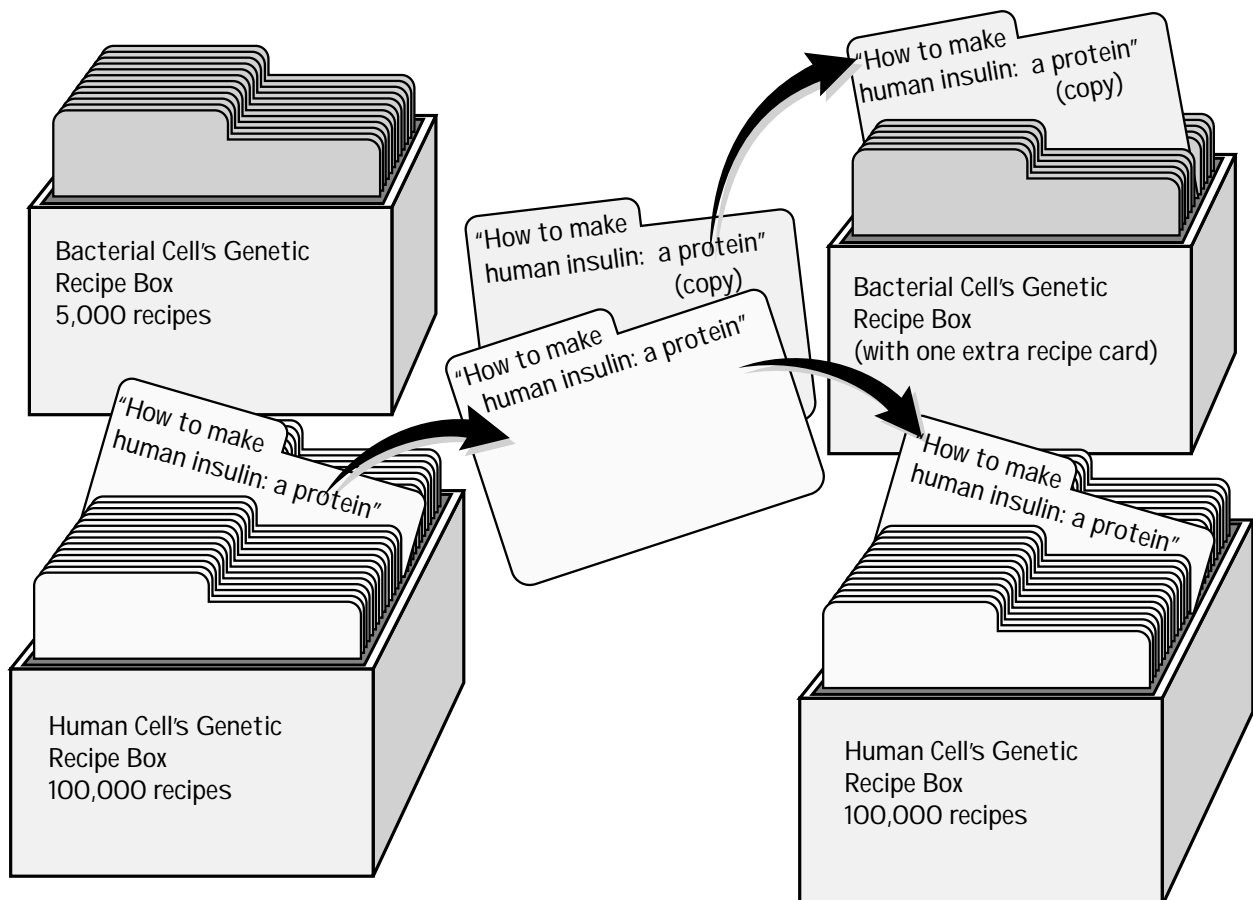 Bacterial Cell's Genetic
Recipe Box
5,000 recipes
"How to make
human insulin: a protein"
Human Cell's Genetic
Recipe Box
100,000 recipes
"How to make
human insulin: a protein"
(copy)
"How to make
human insulin: a protein"
"How to make
human insulin: a protein"
(copy)
Bacterial Cell's Genetic
Recipe Box
(with one extra recipe card)
"How to make
human insulin: a protein"
Human Cell's Genetic
Recipe Box
100,000 recipes